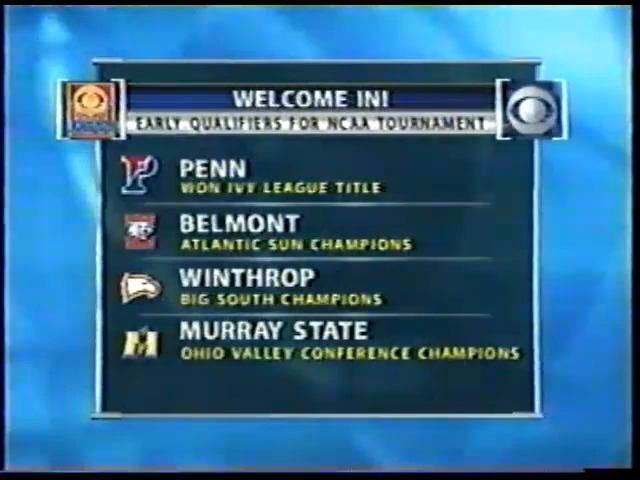 WELCOME IN!
EARLY QUALIFIERS FOR NCAA TOURNAMENT
PENN
WON IVY LEAGUE TITLE
BELMONT
ATLANTIC SUN CHAMPIONS
WINTHROP
BIG SOUTH CHAMPIONS
MURRAY STATE
OHIO VALLEY CONFERENCE CHAMPIONS